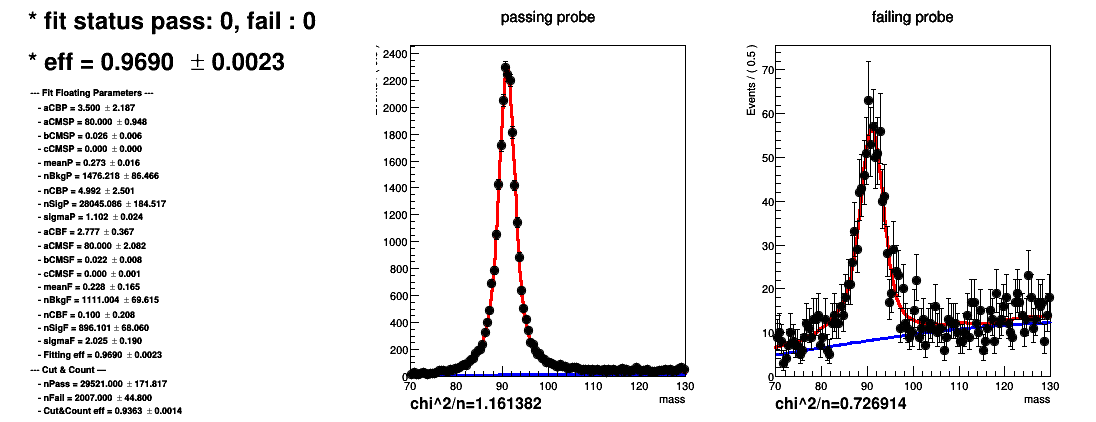 * fit status pass: 0, fail : 0
* eff = 0.9690 ± 0.0023
--- Fit Floating Parameters ---
- aCBP = 3.500 ± 2.187
- aCMSP = 80.000 ± 0.948
- bCMSP = 0.026 ± 0.006
- cCMSP = 0.000 ± 0.000
- meanP = 0.273 ± 0.016
- nBkgP = 1476.218 ± 86.466
- nCBP = 4.992 ± 2.501
- nSigP = 28045.086 ± 184.517
- sigmaP = 1.102 ± 0.024
- aCBF = 2.777 ± 0.367
- aCMSF = 80.000 ± 2.082
- bCMSF = 0.022 ± 0.008
- cCMSF = 0.000 ± 0.001
- meanF = 0.228 ± 0.165
- nBkgF = 1111.004 ± 69.615
- nCBF = 0.100 ± 0.208
- nSigF = 896.101 ± 68.060
- sigmaF = 2.025 ± 0.190
- Fitting eff = 0.9690 ± 0.0023
--- Cut & Count ---
- nPass = 29521.000 ± 171.817
- nFail = 2007.000 ± 44.800
- Cut&Count eff = 0.9363 ± 0.0014
passing probe
2400
2200
2000
1800
1600
1400
1200
1000
800
600
400
200
0
70 80 90 100 110 120 130
mass
chi^2/n=1.161382
failing probe
Events / ( 0.5 )
70
60
50
40
30
20
10
0
70 80 90 100 110 120 130
mass
chi^2/n=0.726914